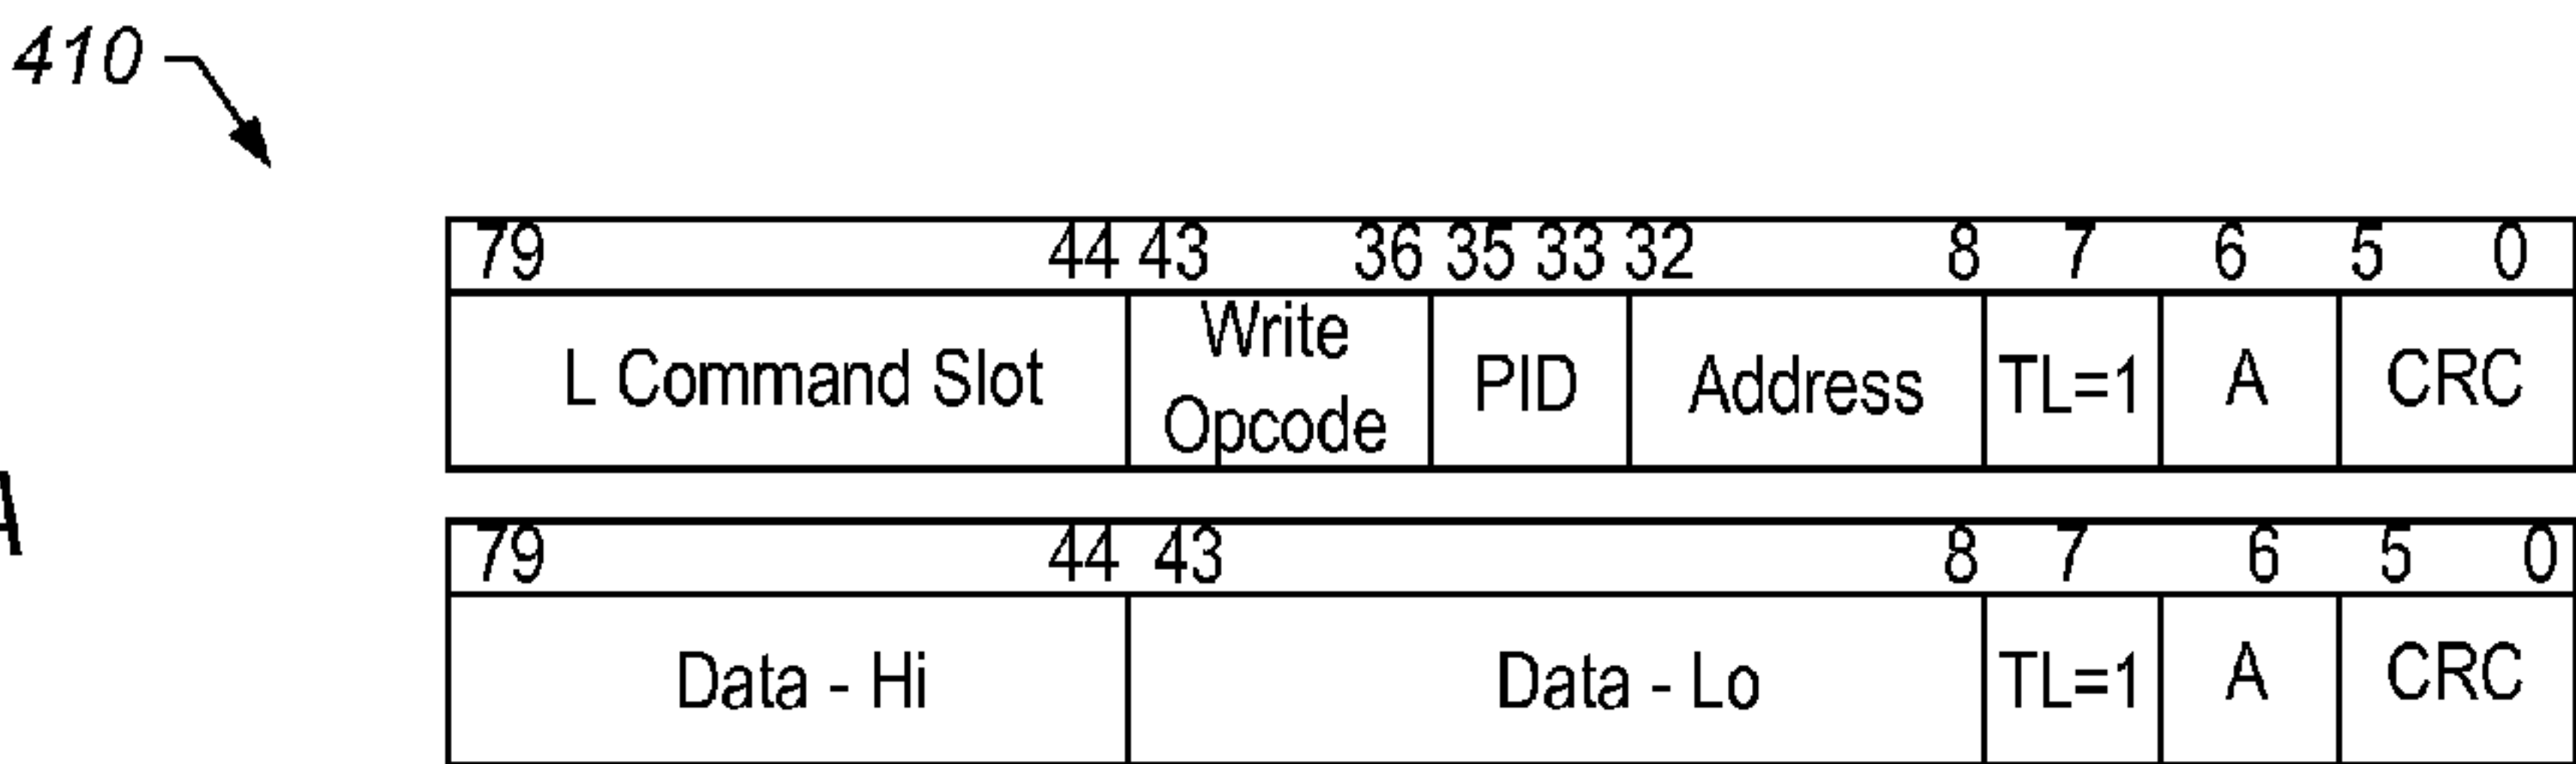 410
79 44 43 36 35 33 32 8 7 6 5 0
L Command Slot Write Opcode PID Address TL=1 A CRC
A
79 44 43 8 7 6 5 0
Data - Hi Data - Lo TL=1 A CRC